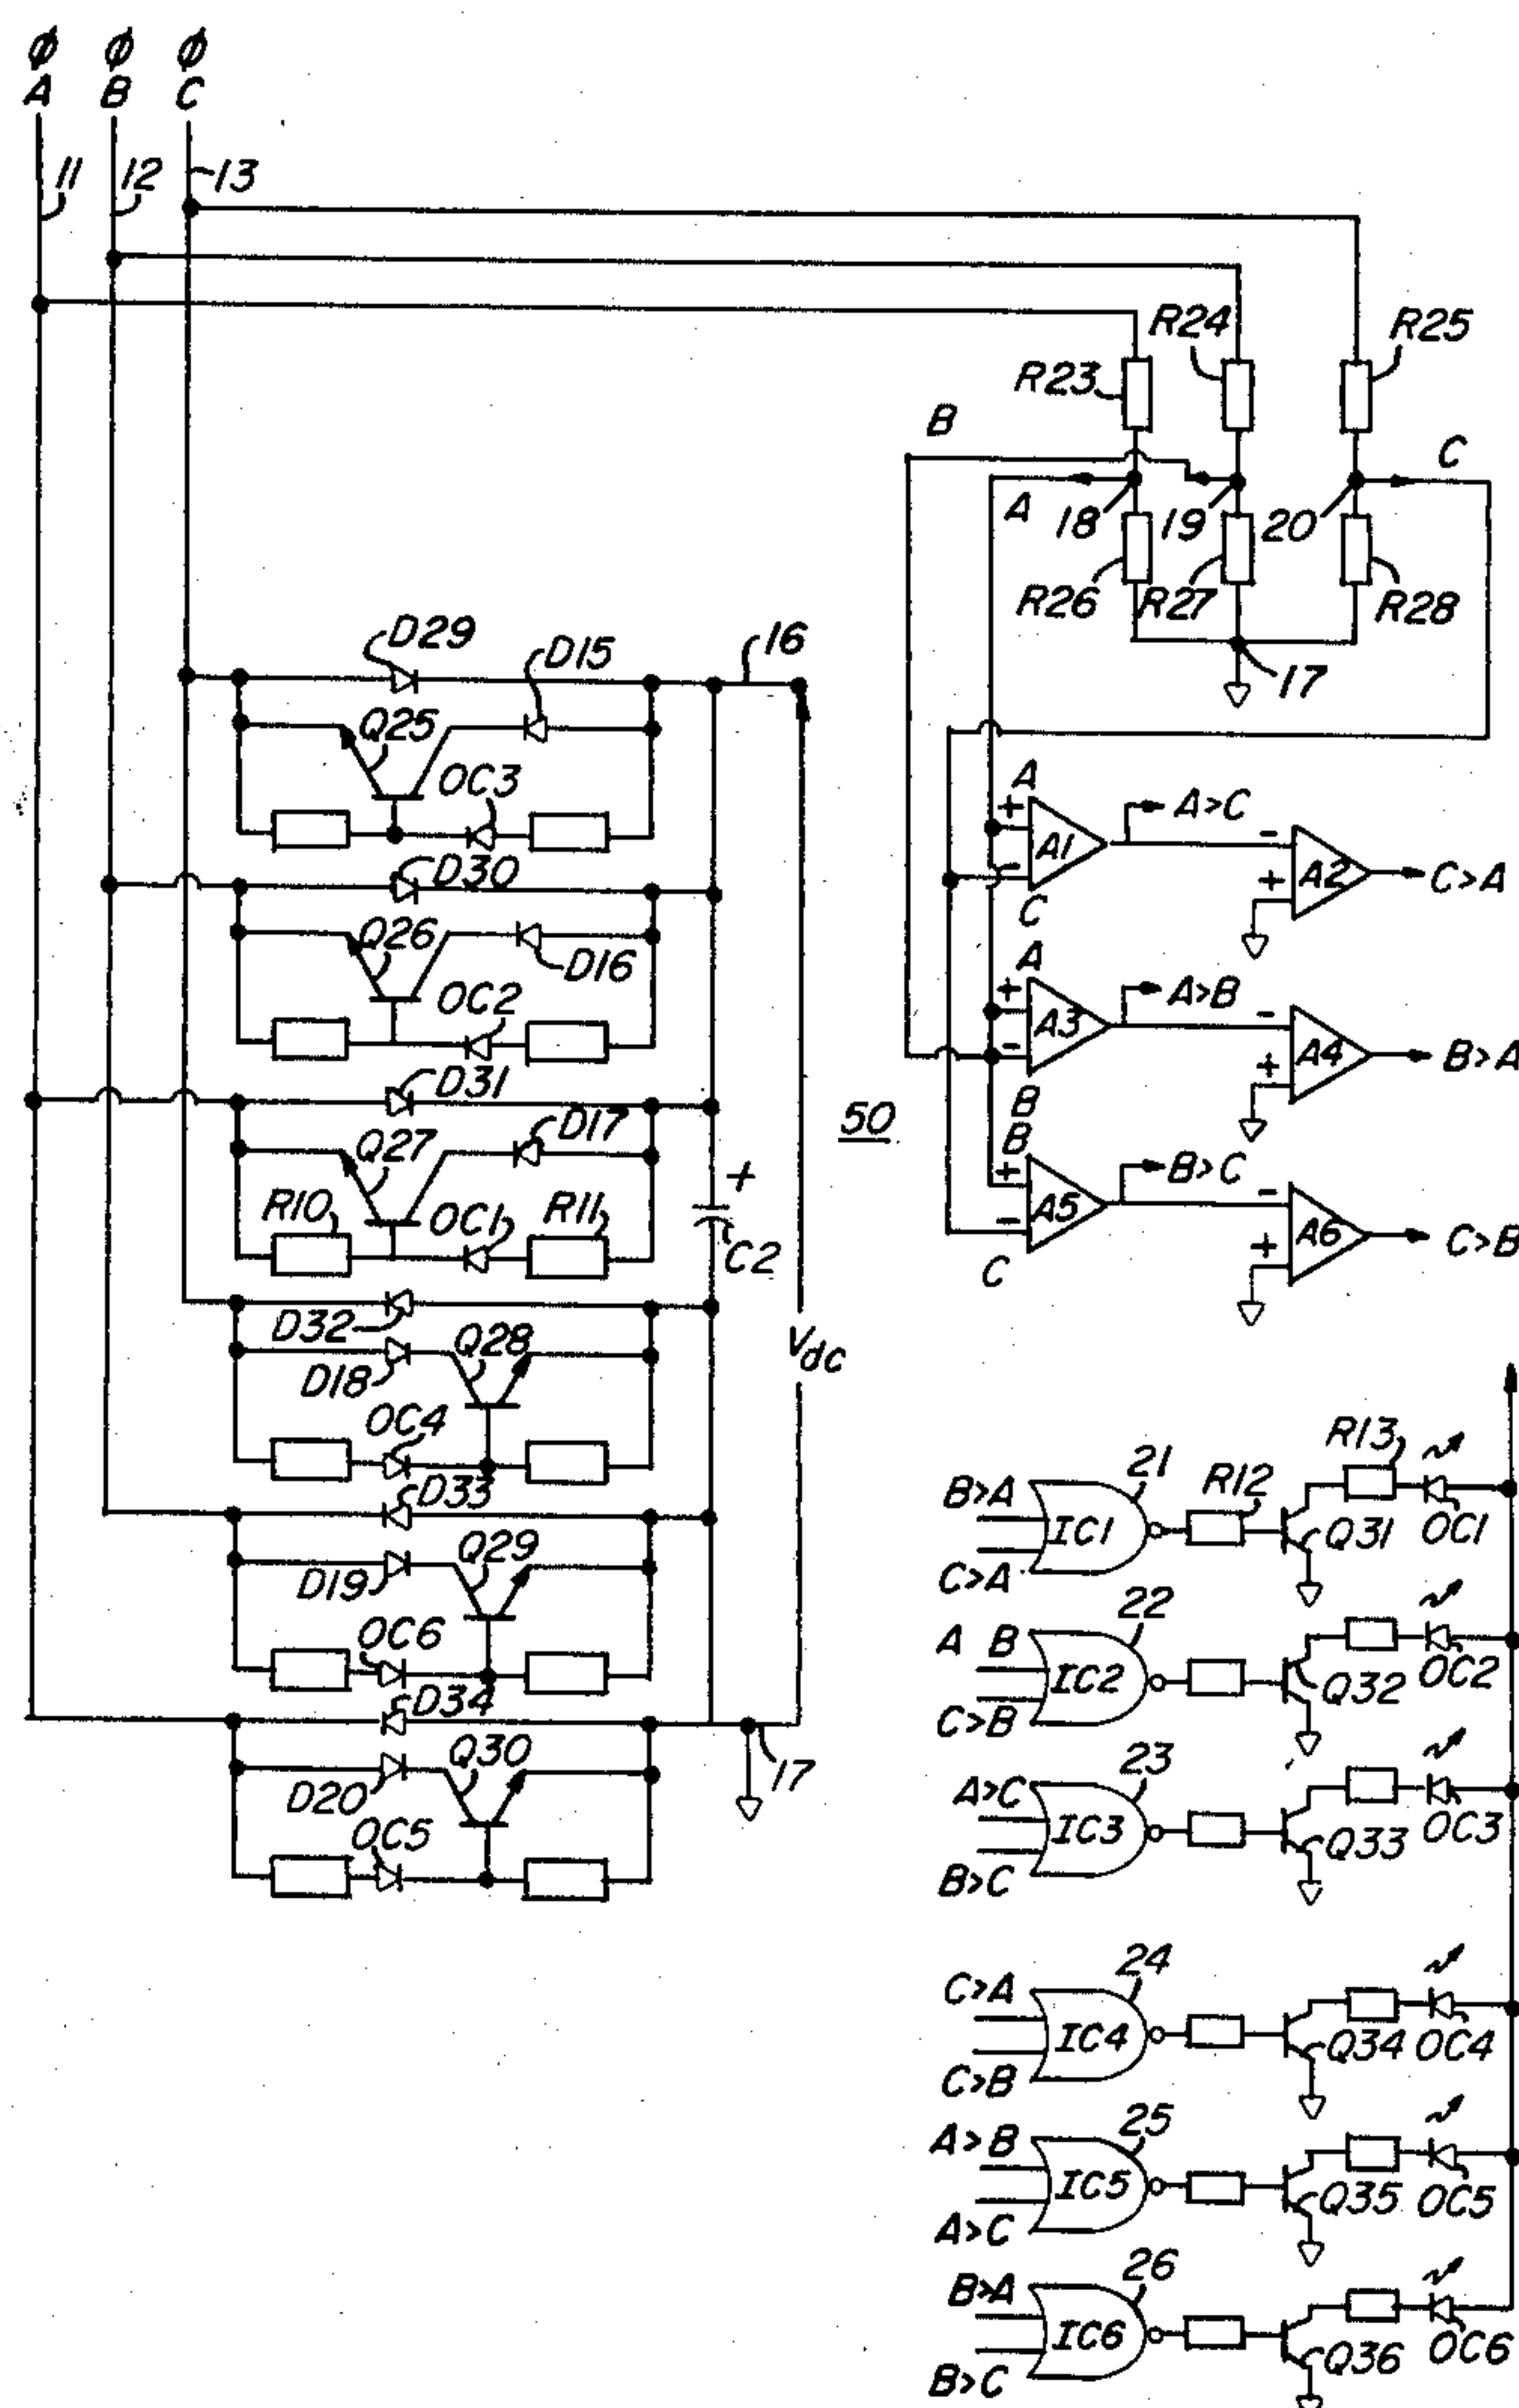 ø ø ø
A B C
11 12 13
R24 R25
R23
B
C
A 18 19 20
R26 R27 R28
17
D29 16
D15
Q25
OC3
A
+ A>C
A1 - A2 C>A
- +
C
D30
Q26
D16
OC2
A
+ A>B
A3 - A4 B>A
- +
B
D31
50
D17
Q27
R10 OC1 R11
+
C2
B
+ B>C
A5 - A6 C>B
- +
C
D32
D18 Q28
Vdc
OC4
D33
D19 Q29
OC6
D34
D20 Q30
17
OC5
B>A 21 R12 R13
IC1 Q31 OC1
C>A
A B 22
IC2 Q32 OC2
C>B
A>C 23
IC3 Q33 OC3
B>C
C>A 24
IC4 Q34 OC4
C>B
A>B 25
IC5 Q35 OC5
A>C
B>A 26
IC6 Q36 OC6
B>C